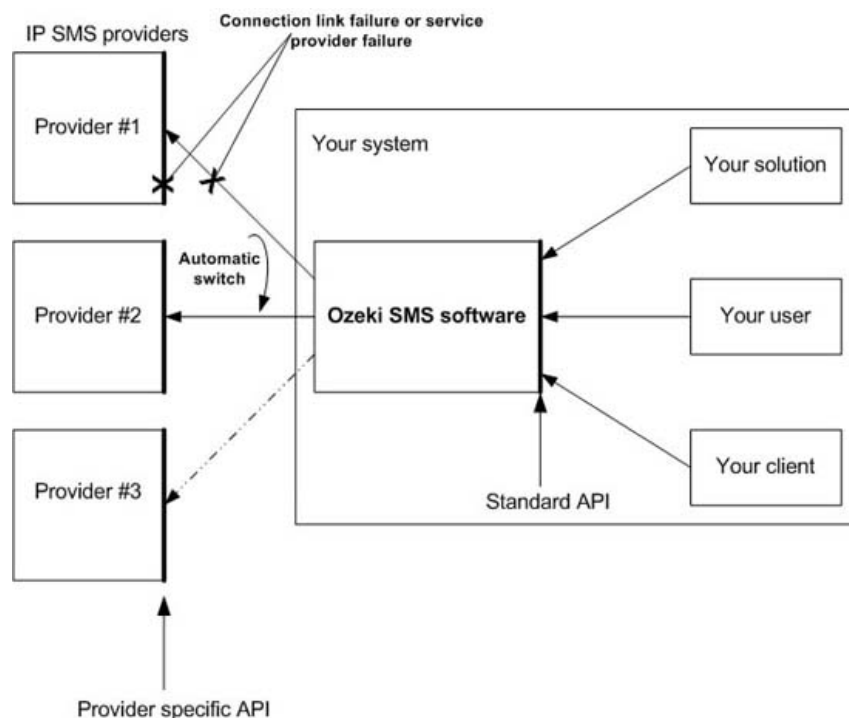 Connection link failure or service
provider failure
IP SMS providers
Provider #1
Your system
Your solution
Automatic
switch
Provider #2
Ozeki SMS software
Your user
Provider #3
Your client
Standard API
Provider specific API